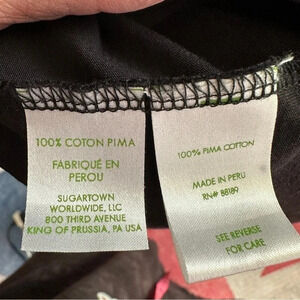 100% COTON PIMA
FABRIQUÉ EN
PEROU
SUGARTOWN
WORLDWIDE, LLC
800 THIRD AVENUE
KING OF PRUSSIA, PA USA
100% PIMA COTTON
MADE IN PERU
RN# 88189
SEE REVERSE
FOR CARE